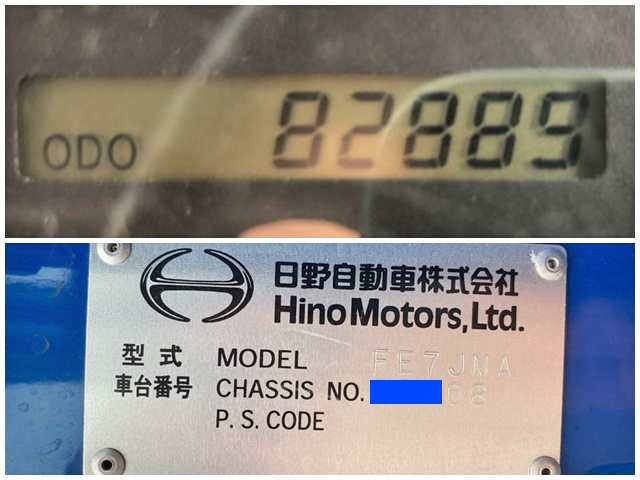 ODO 82889
日野自動車株式会社
Hino Motors, Ltd.
型式 MODEL FE7JMA
車台番号 CHASSIS NO. 08
P. S. CODE